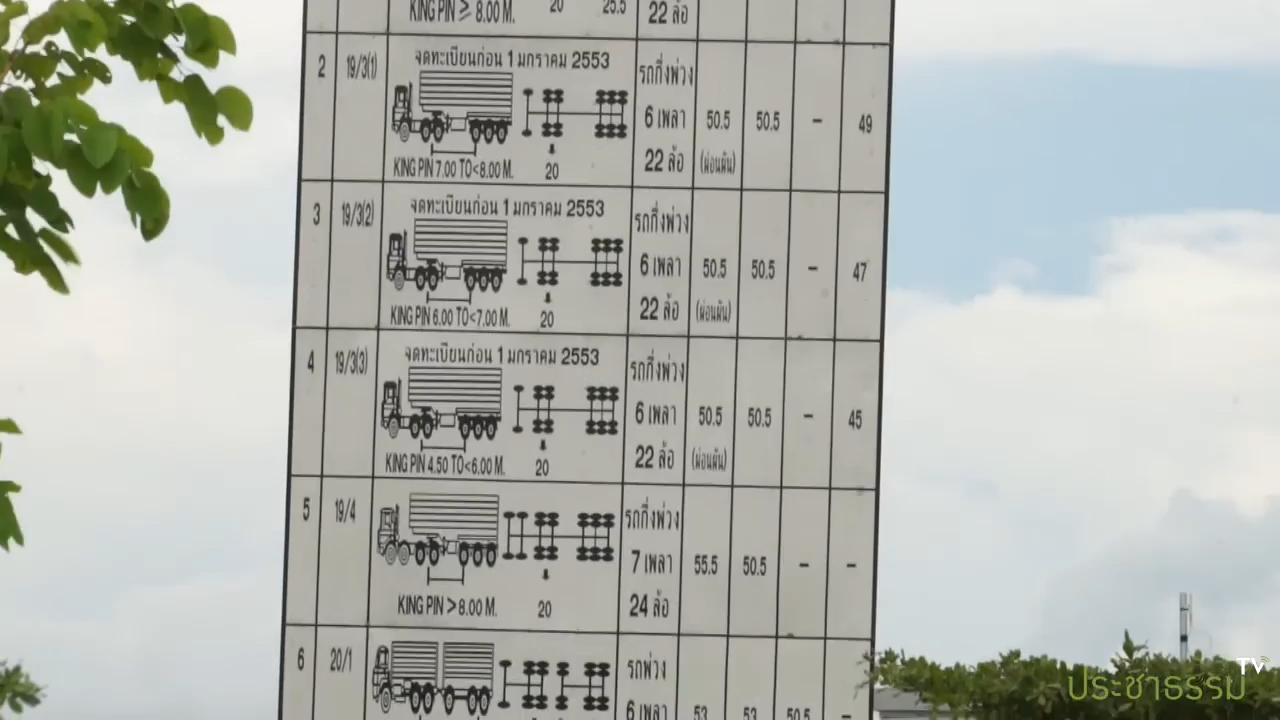 KING PIN ≥ 8.00 M. 20 25.5 22 ล้อ
2 19/3(1) จดทะเบียนก่อน 1 มกราคม 2553 รถกึ่งพ่วง
6 เพลา 50.5 50.5 - 49
KING PIN 7.00 TO<8.00 M. 20 22 ล้อ (ผ่อนผัน)
3 19/3(2) จดทะเบียนก่อน 1 มกราคม 2553 รถกึ่งพ่วง
6 เพลา 50.5 50.5 - 47
KING PIN 6.00 TO<7.00 M. 20 22 ล้อ (ผ่อนผัน)
4 19/3(3) จดทะเบียนก่อน 1 มกราคม 2553 รถกึ่งพ่วง
6 เพลา 50.5 50.5 - 45
KING PIN 4.50 TO<6.00 M. 20 22 ล้อ (ผ่อนผัน)
5 19/4 รถกึ่งพ่วง
7 เพลา 55.5 50.5 - -
KING PIN >8.00 M. 20 24 ล้อ
6 20/1 รถพ่วง
6 เพลา 53 53 50.5 -
TV
ประชาธรรม